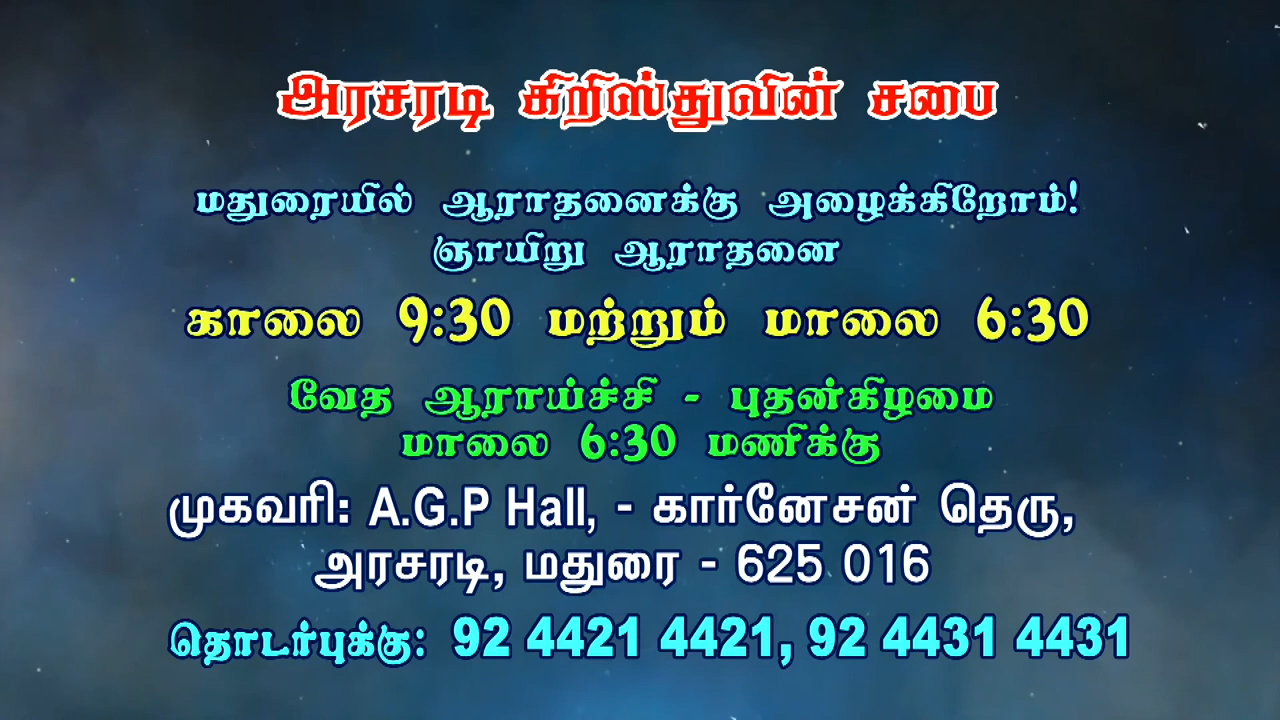 அரசரடி கிறிஸ்துவின் சபை
மதுரையில் ஆராதனைக்கு அழைக்கிறோம்!
ஞாயிறு ஆராதனை
காலை 9:30 மற்றும் மாலை 6:30
வேத ஆராய்ச்சி - புதன்கிழமை
மாலை 6:30 மணிக்கு
முகவரி: A.G.P Hall, - கார்னேசன் தெரு,
அரசரடி, மதுரை - 625 016
தொடர்புக்கு: 92 4421 4421, 92 4431 4431